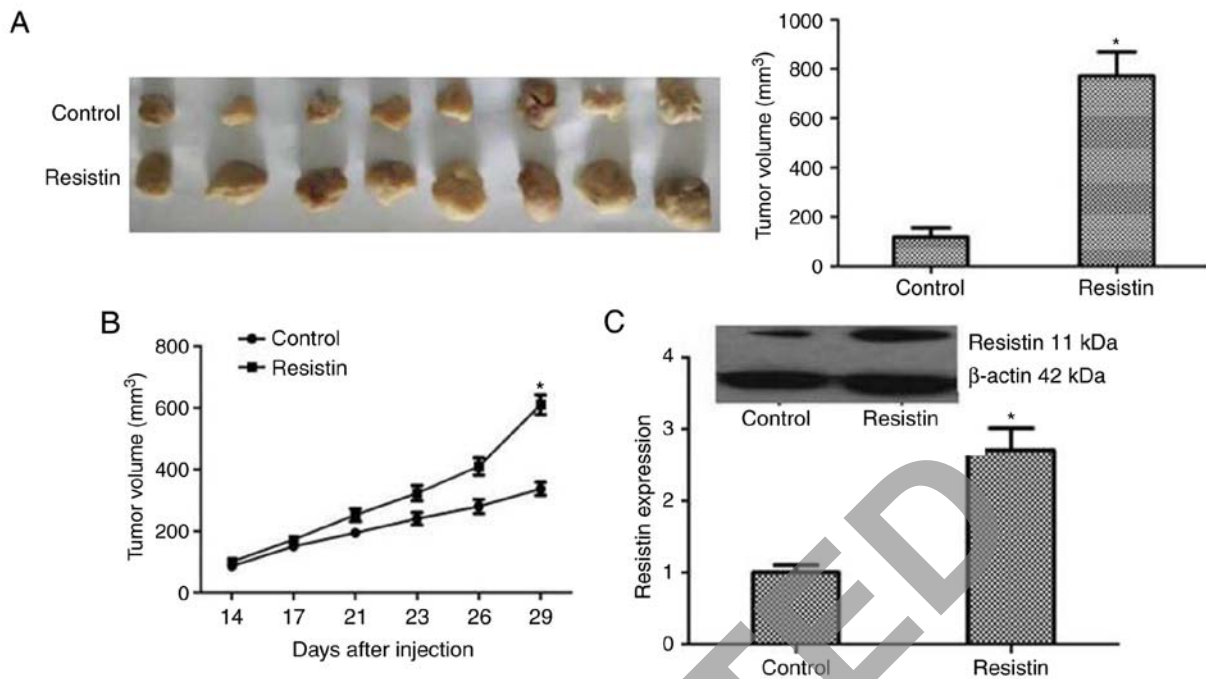 A
Control
Resistin
Tumor volume (mm³)
1000
800
600
400
200
0
*
Control
Resistin
B
Control
Resistin
Tumor volume (mm³)
800
600
400
200
0
*
14 17 21 23 26 29
Days after injection
C
Resistin 11 kDa
β-actin 42 kDa
Control Resistin
Resistin expression
4
3
2
1
0
*
Control Resistin
TED